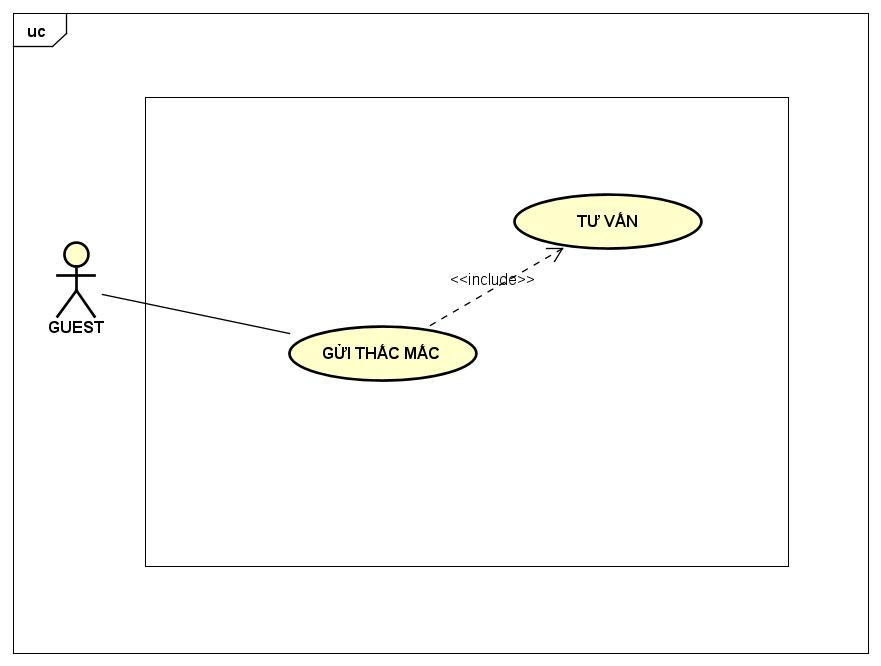 uc
TƯ VẤN
<<include>>
GUEST
GỬI THẮC MẮC